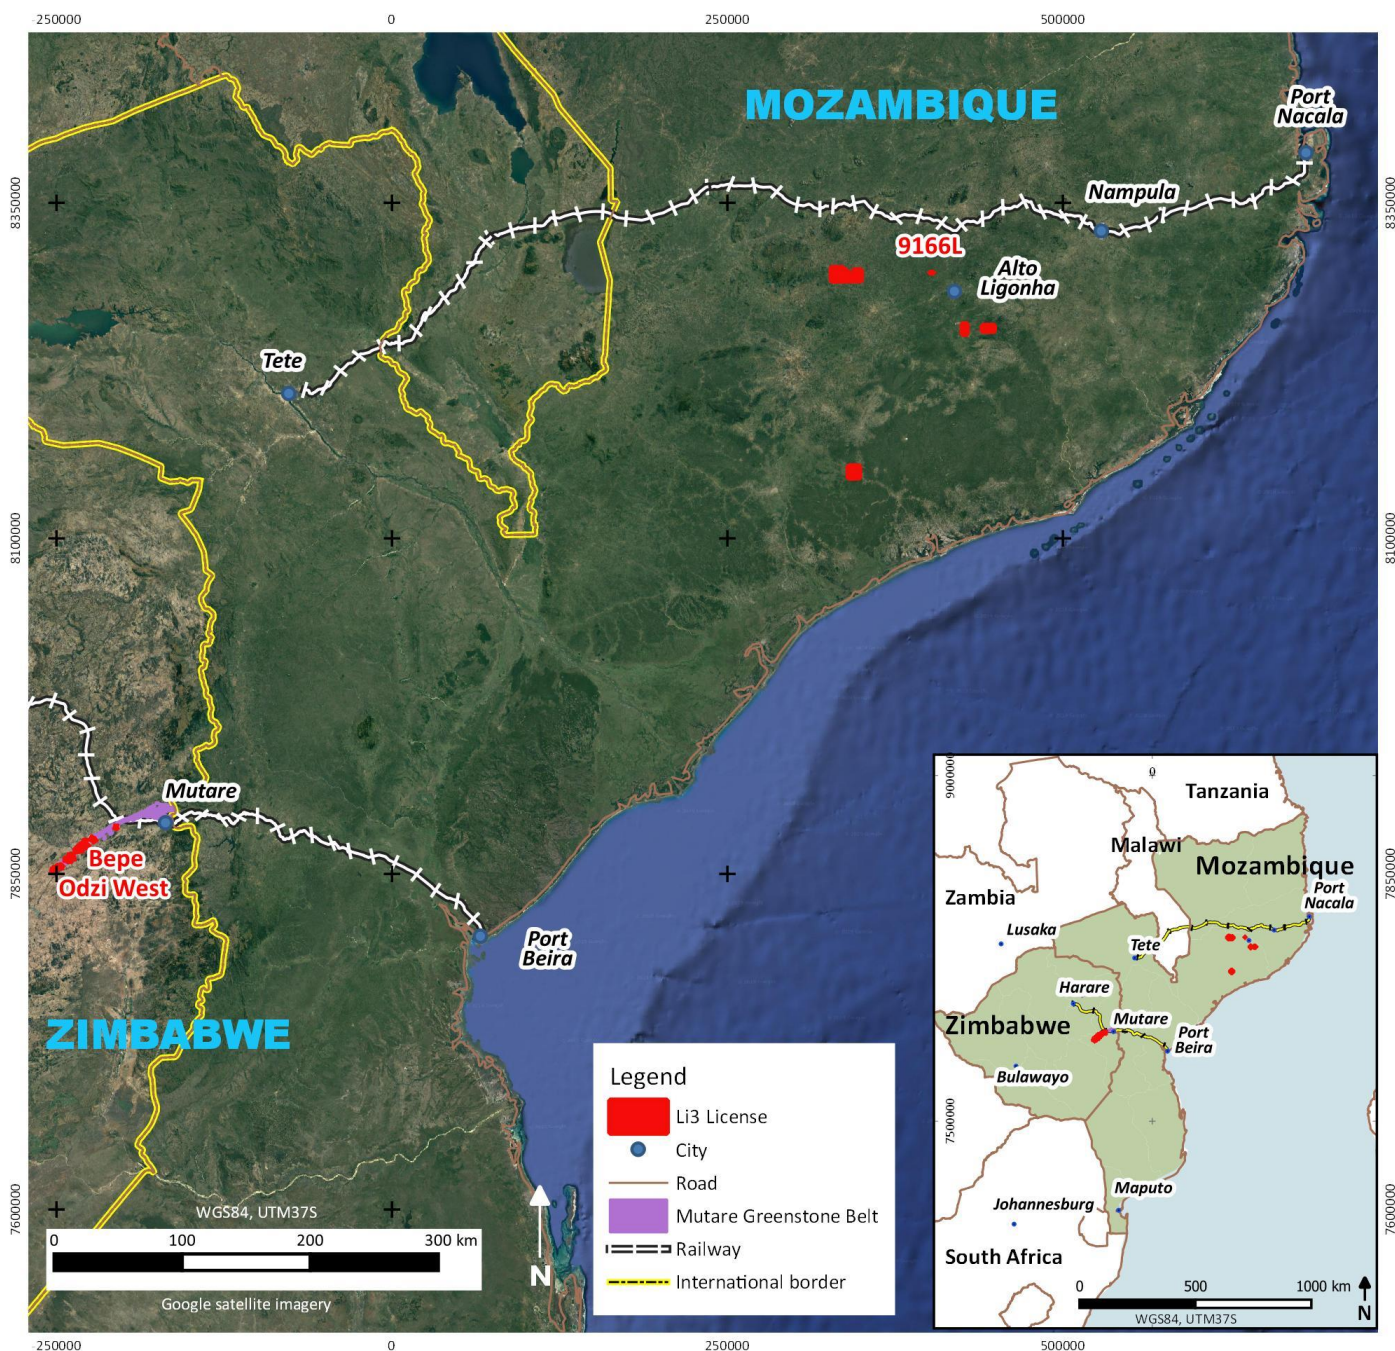 250000
0
250000
500000
MOZAMBIQUE
Port
Nacala
8350000
8350000
Nampula
9166L
Alto
Ligonha
Tete
8100000
8100000
Mutare
Bepe
Odzi West
7850000
7850000
Port
Beira
ZIMBABWE
7600000
7600000
WGS84, UTM37S
0
100
200
300 km
Google satellite imagery
N
Legend
Li3 License
City
Road
Mutare Greenstone Belt
Railway
International border
0
9000000
Tanzania
Malawi
Mozambique
Zambia
Port
Nacala
Lusaka
Tete
Harare
Zimbabwe
Mutare
Port
Beira
Bulawayo
7500000
Maputo
Johannesburg
South Africa
0
500
1000 km
WGS84, UTM37S
N
-250000
0
250000
500000